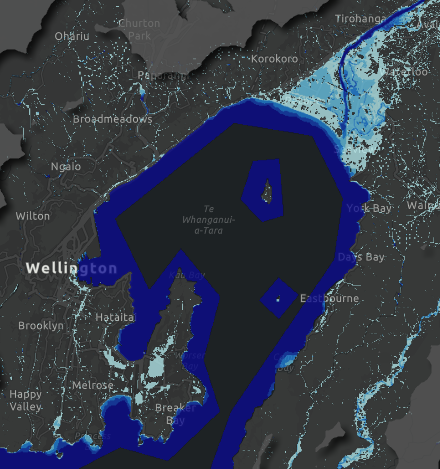 Tirohanga
Churton
Park
Ohariu
Korokoro
Broadmeadows
Ngaio
York Bay
Wilton
Te
Whanganui-
a-Tara
Days Bay
Wellington
Eastbourne
Hataitai
Brooklyn
Melrose
Happy
Valley
Breaker
Bay